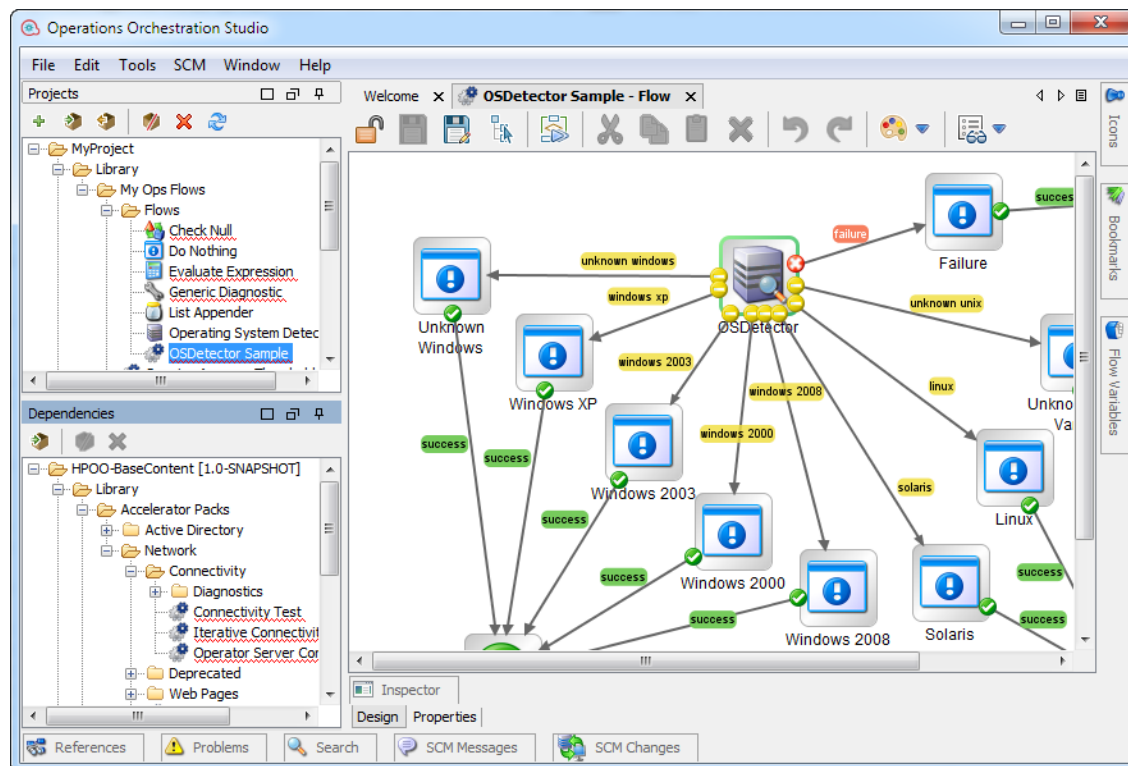 Operations Orchestration Studio
File Edit Tools SCM Window Help
Projects
MyProject
Library
My Ops Flows
Flows
Check Null
Do Nothing
Evaluate Expression
Generic Diagnostic
List Appender
Operating System Detec
OSDetector Sample
Dependencies
HPOO-BaseContent [1.0-SNAPSHOT]
Library
Accelerator Packs
Active Directory
Network
Connectivity
Diagnostics
Connectivity Test
Iterative Connectivit
Operator Server Cor
Deprecated
Web Pages
Welcome
OSDetector Sample - Flow
failure
succes
Failure
unknown windows
OSDetector
unknown unix
Unknown
Windows
windows xp
Windows XP
windows 2003
Windows 2003
windows 2008
windows 2000
linux
Unkno
Va
Linux
success
success
success
solaris
Windows 2000
success
Windows 2008
success
Solaris
success
success
Icons
Bookmarks
Flow Variables
Inspector
Design Properties
References Problems Search SCM Messages SCM Changes